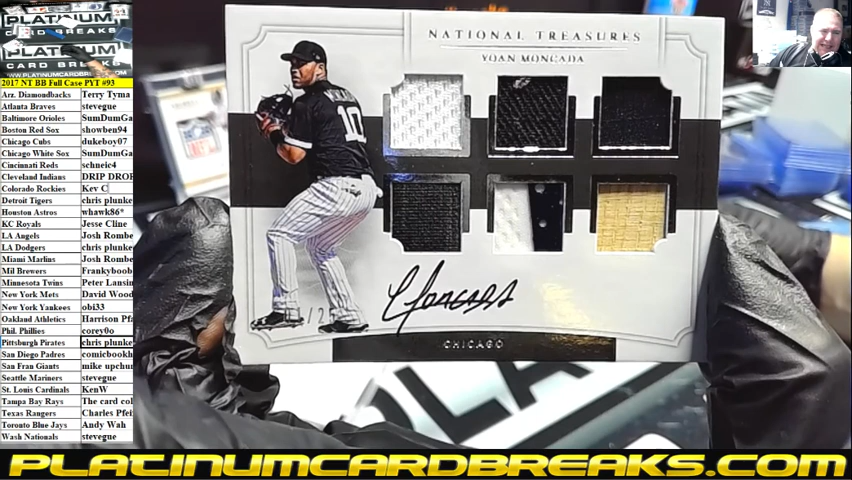 PLATINUM
CARD BREAKS
PLATINUM
CARD BREAKS
WWW.PLATINUMCARDBREAKS.COM
2017 NT BB Full Case PYT #93
Arz. Diamondbacks Terry Tyma
Atlanta Braves stevegue
Baltimore Orioles SumDumGa
Boston Red Sox showben94
Chicago Cubs dukeboy07
Chicago White Sox SumDumGa
Cincinnati Reds schneic4
Cleveland Indians DRIP DROP
Colorado Rockies Kev C
Detroit Tigers chris plunke
Houston Astros whawk86*
KC Royals Jesse Cline
LA Angels Josh Rombe
LA Dodgers chris plunke
Miami Marlins Josh Rombe
Mil Brewers Frankyboob
Minnesota Twins Peter Lansin
New York Mets David Wood
New York Yankees obi33
Oakland Athletics Harrison Pfa
Phil. Phillies corey0o
Pittsburgh Pirates chris plunke
San Diego Padres comicbookh
San Fran Giants mike upchur
Seattle Mariners stevegue
St. Louis Cardinals KenW
Tampa Bay Rays The card col
Texas Rangers Charles Pfei
Toronto Blue Jays Andy Wah
Wash Nationals stevegue
NATIONAL TREASURES
YOAN MONCADA
10
YMoncada
CHICAGO
PLATINUMCARDBREAKS.COM